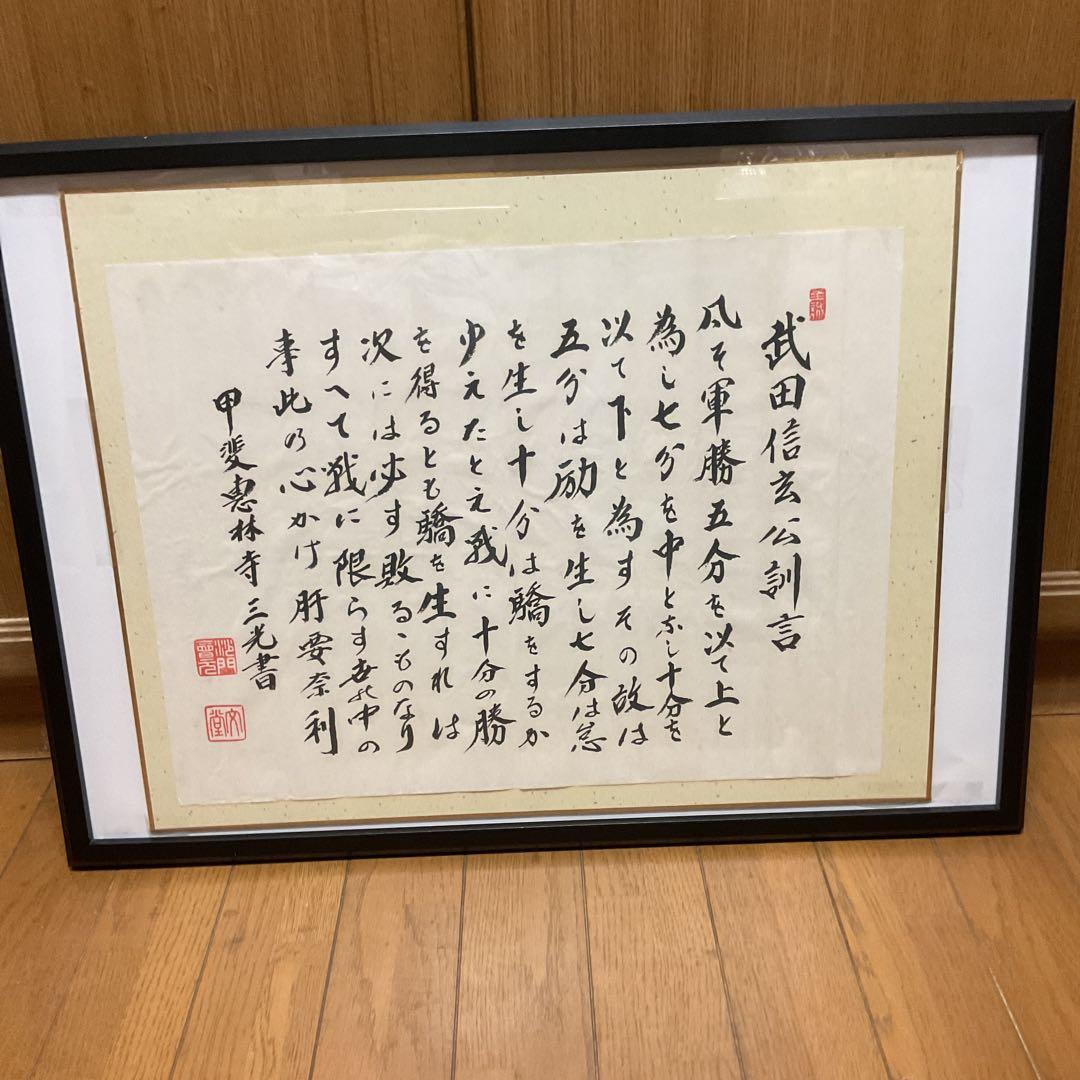 武田信玄公訓言
凡そ軍勝五分を以て上と
為し七分を中となし十分を
以て下と為すその故は
五分は励を生し七分は怠
を生し十分は驕をするか
ゆえたとえ戦に十分の勝
を得るとも驕を生すれは
次には必す敗るゝものなり
すへて戦に限らす世の中の
事此の心かけ肝要奈利
甲斐恵林寺 三光書
沙門